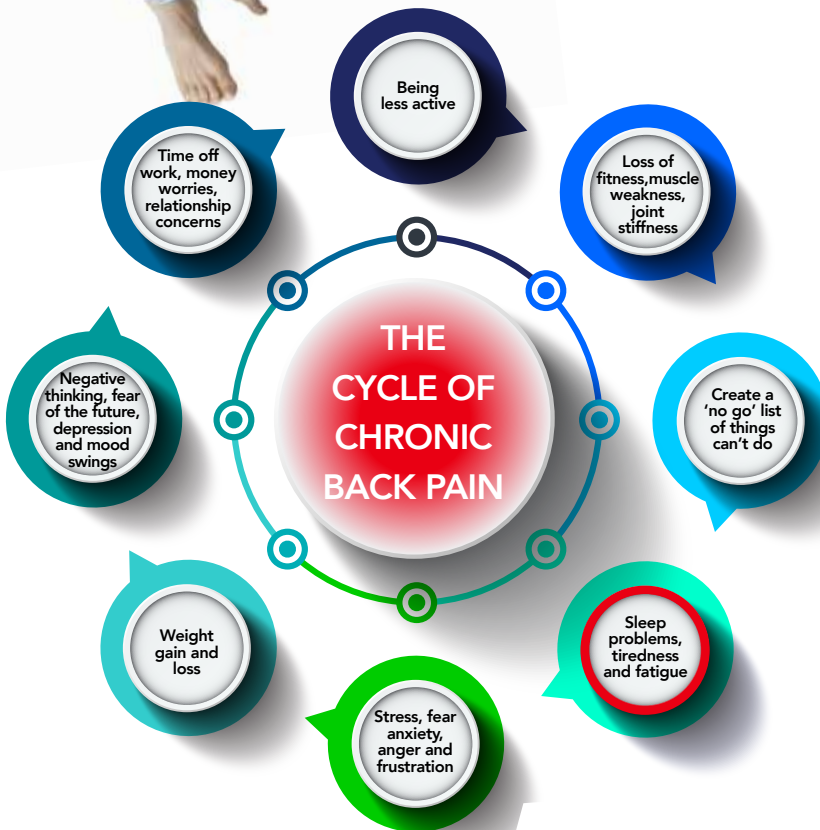 Being
less active
Loss of
fitness,muscle
weakness,
joint
stiffness
Create a
‘no go’ list
of things
can’t do
Sleep
problems,
tiredness
and fatigue
Stress, fear
anxiety,
anger and
frustration
Weight
gain and
loss
Negative
thinking, fear
of the future,
depression
and mood
swings
Time off
work, money
worries,
relationship
concerns
THE
CYCLE OF
CHRONIC
BACK PAIN